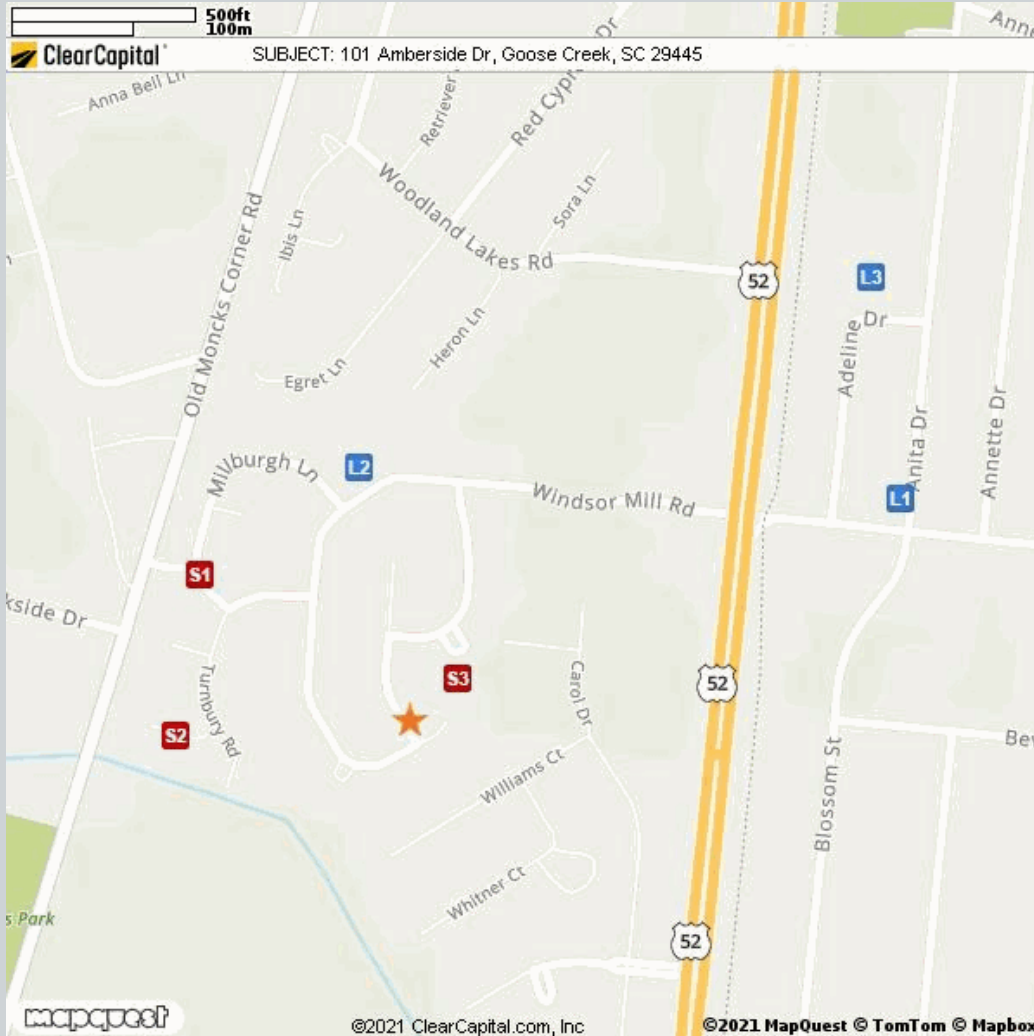 500ft
100m
ClearCapital
SUBJECT: 101 Amberside Dr, Goose Creek, SC 29445
Anna Bell Ln
Retriever
Red Cypr
Dr
Old Moncks Corner Rd
Ibis Ln
Woodland Lakes Rd
Sora Ln
52
L3
Adeline Dr
Heron Ln
Egret Ln
Anita Dr
Annette Dr
Millburgh Ln
L2
Windsor Mill Rd
L1
S1
kside Dr
Turnbury Rd
S2
S3
Carol Dr
52
Williams Ct
Blossom St
Whitner Ct
s Park
52
mapquest
©2021 ClearCapital.com, Inc
©2021 MapQuest © TomTom © Mapbox